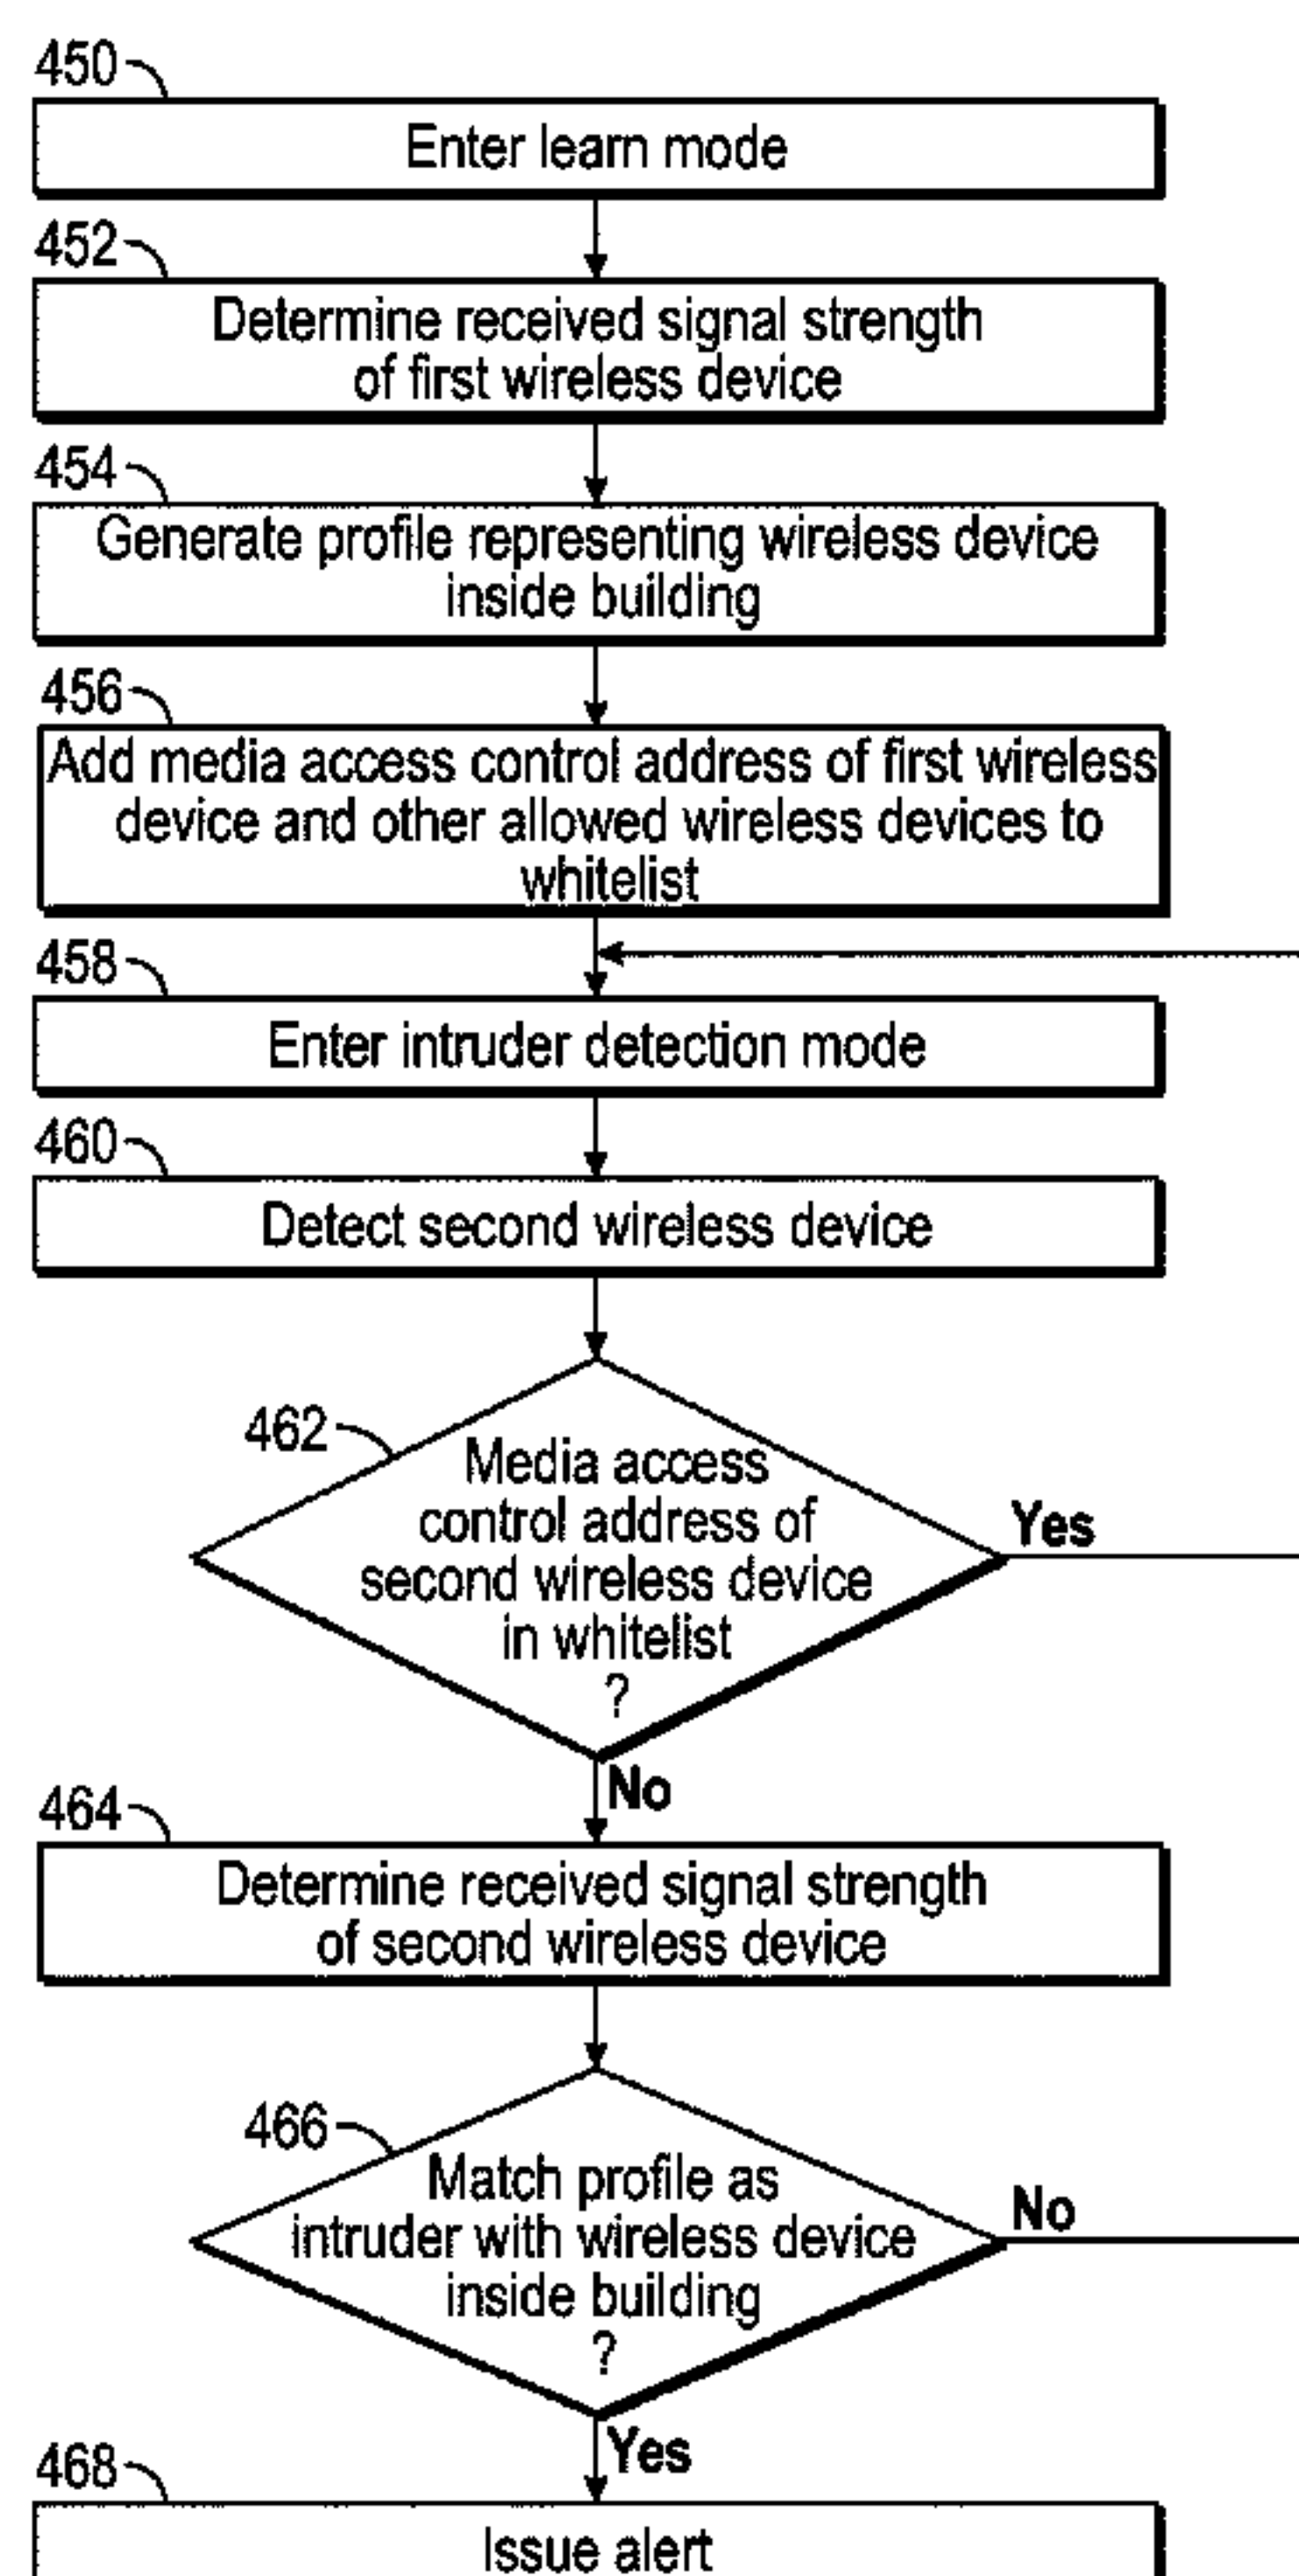 450
Enter learn mode
452
Determine received signal strength
of first wireless device
454
Generate profile representing wireless device
inside building
456
Add media access control address of first wireless
device and other allowed wireless devices to
whitelist
458
Enter intruder detection mode
460
Detect second wireless device
462
Media access
control address of
second wireless device
in whitelist
?
Yes
No
464
Determine received signal strength
of second wireless device
466
Match profile as
intruder with wireless device
inside building
?
No
Yes
468
Issue alert